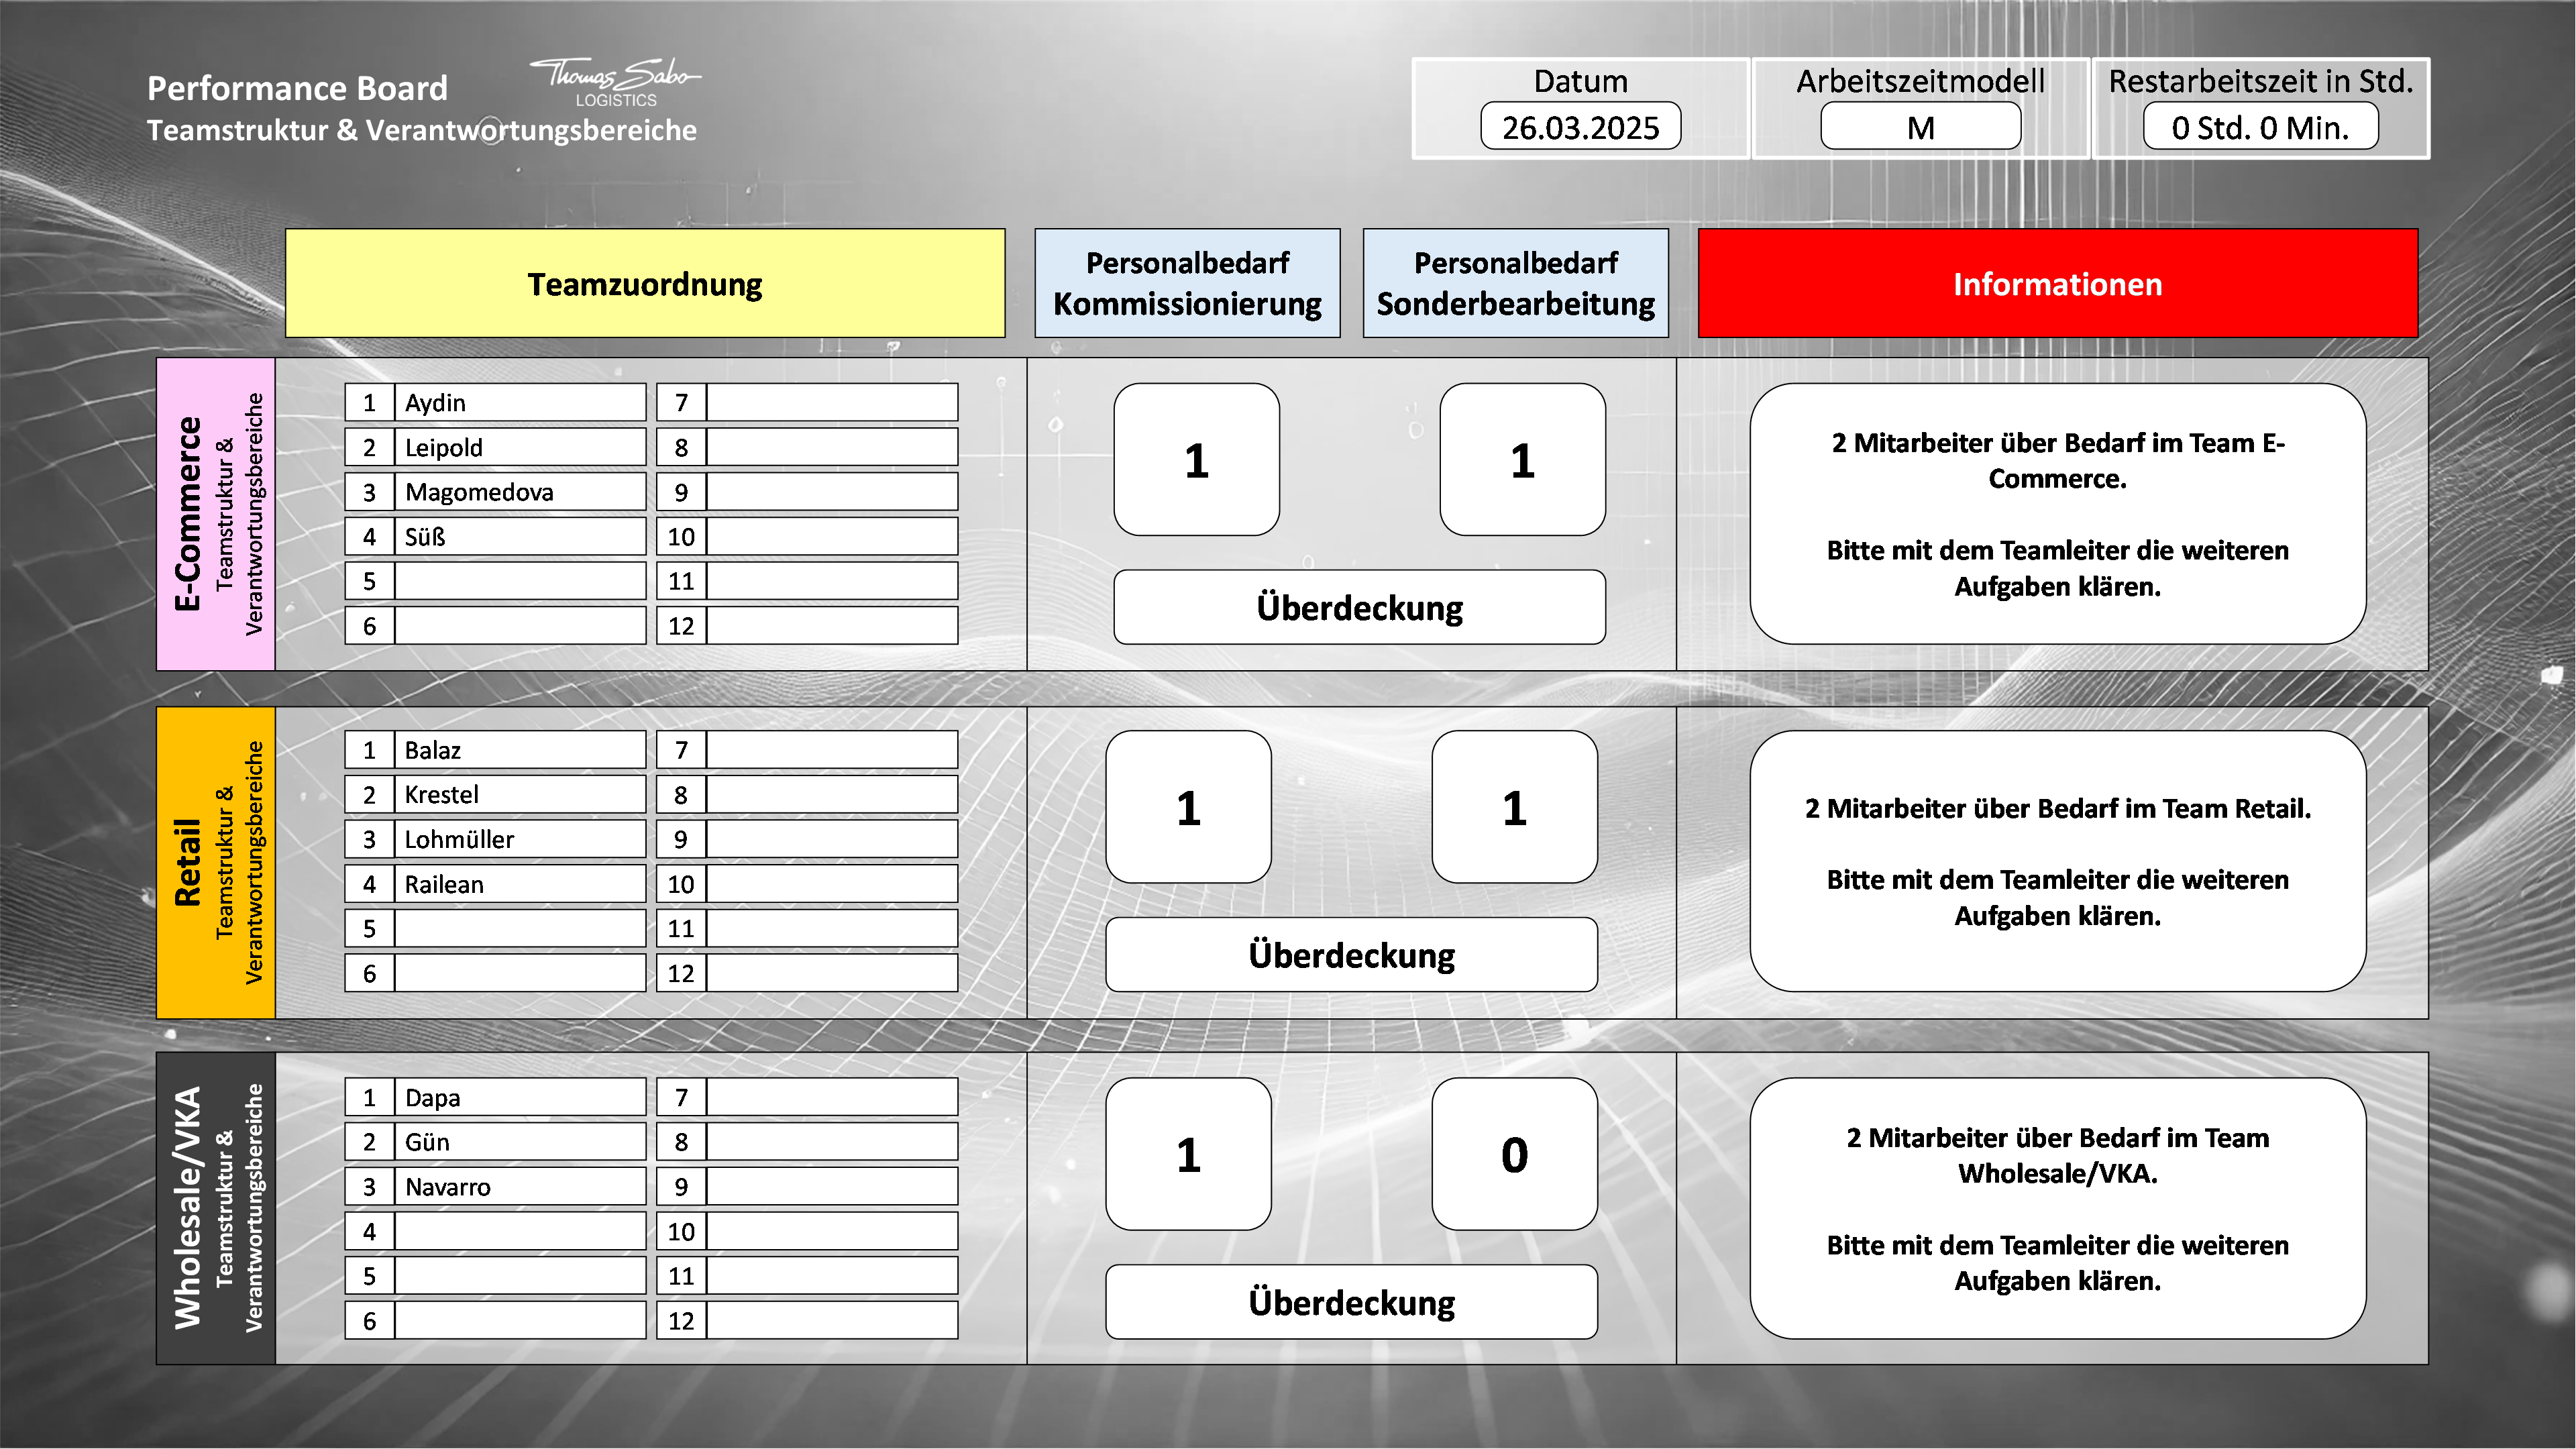 Performance Board
Thomas Sabo
LOGISTICS
Teamstruktur & Verantwortungsbereiche
Datum
26.03.2025
Arbeitszeitmodell
M
Restarbeitszeit in Std.
0 Std. 0 Min.
Teamzuordnung
Personalbedarf
Kommissionierung
Personalbedarf
Sonderbearbeitung
Informationen
E-Commerce
Teamstruktur &
Verantwortungsbereiche
1 Aydin
2 Leipold
3 Magomedova
4 Süß
5
6
7
8
9
10
11
12
1
1
Überdeckung
2 Mitarbeiter über Bedarf im Team E-
Commerce.
Bitte mit dem Teamleiter die weiteren
Aufgaben klären.
Retail
Teamstruktur &
Verantwortungsbereiche
1 Balaz
2 Krestel
3 Lohmüller
4 Railean
5
6
7
8
9
10
11
12
1
1
Überdeckung
2 Mitarbeiter über Bedarf im Team Retail.
Bitte mit dem Teamleiter die weiteren
Aufgaben klären.
Wholesale/VKA
Teamstruktur &
Verantwortungsbereiche
1 Dapa
2 Gün
3 Navarro
4
5
6
7
8
9
10
11
12
1
0
Überdeckung
2 Mitarbeiter über Bedarf im Team
Wholesale/VKA.
Bitte mit dem Teamleiter die weiteren
Aufgaben klären.